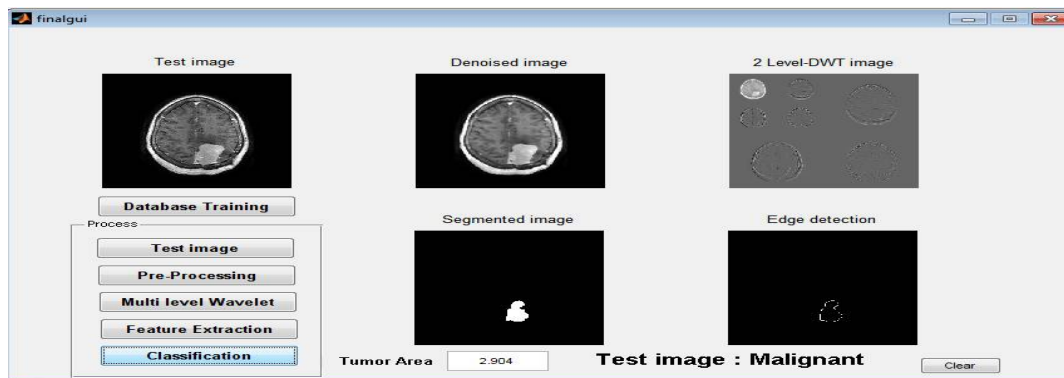 finalgui
Test image
Denoised image
2 Level-DWT image
Database Training
Process
Test image
Pre-Processing
Multi level Wavelet
Feature Extraction
Classification
Segmented image
Edge detection
Tumor Area
2.904
Test image : Malignant
Clear